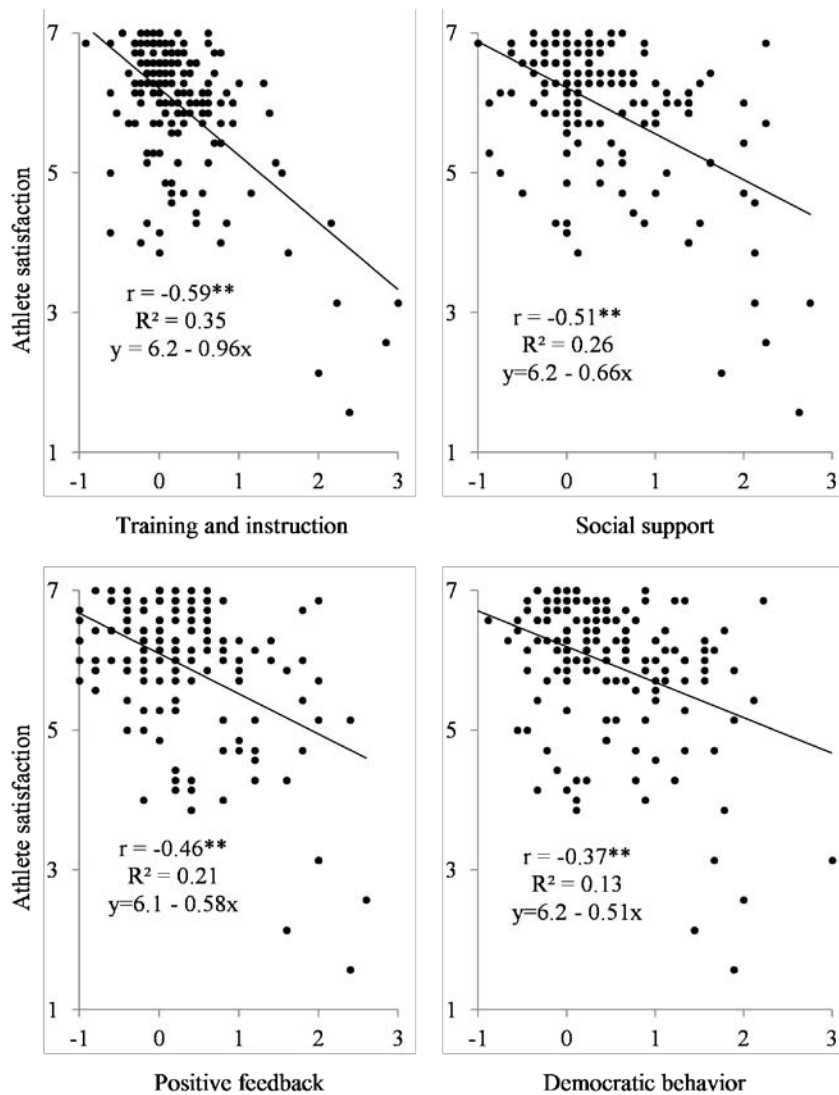 7
5
3
1
Athlete satisfaction
r = -0.59**
R² = 0.35
y = 6.2 - 0.96x
-1 0 1 2 3
Training and instruction
7
5
3
1
r = -0.51**
R² = 0.26
y=6.2 - 0.66x
-1 0 1 2 3
Social support
7
5
3
1
Athlete satisfaction
r = -0.46**
R² = 0.21
y=6.1 - 0.58x
-1 0 1 2 3
Positive feedback
7
5
3
1
r = -0.37**
R² = 0.13
y=6.2 - 0.51x
-1 0 1 2 3
Democratic behavior